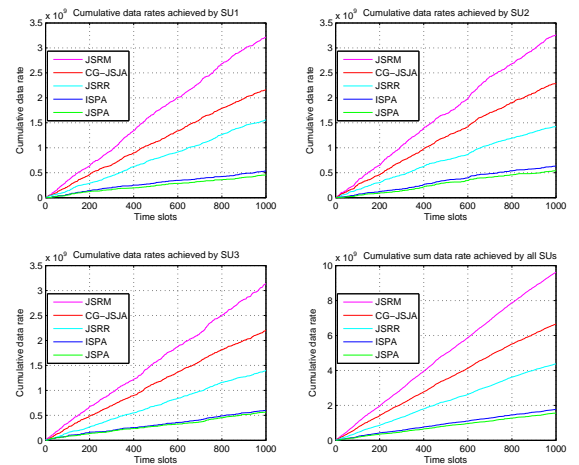 Cumulative data rates achieved by SU1
x 10^9
3.5
3
2.5
2
1.5
1
0.5
0
0 200 400 600 800 1000
Time slots
Cumulative data rate
JSRM
CG−JSJA
JSRR
ISPA
JSPA
Cumulative data rates achieved by SU2
x 10^9
3.5
3
2.5
2
1.5
1
0.5
0
0 200 400 600 800 1000
Time slots
Cumulative data rate
JSRM
CG−JSJA
JSRR
ISPA
JSPA
Cumulative data rates achieved by SU3
x 10^9
3.5
3
2.5
2
1.5
1
0.5
0
0 200 400 600 800 1000
Time slots
Cumulative data rate
JSRM
CG−JSJA
JSRR
ISPA
JSPA
Cumulative sum data rate achieved by all SUs
x 10^9
10
8
6
4
2
0
0 200 400 600 800 1000
Time slots
Cumulative data rate
JSRM
CG−JSJA
JSRR
ISPA
JSPA